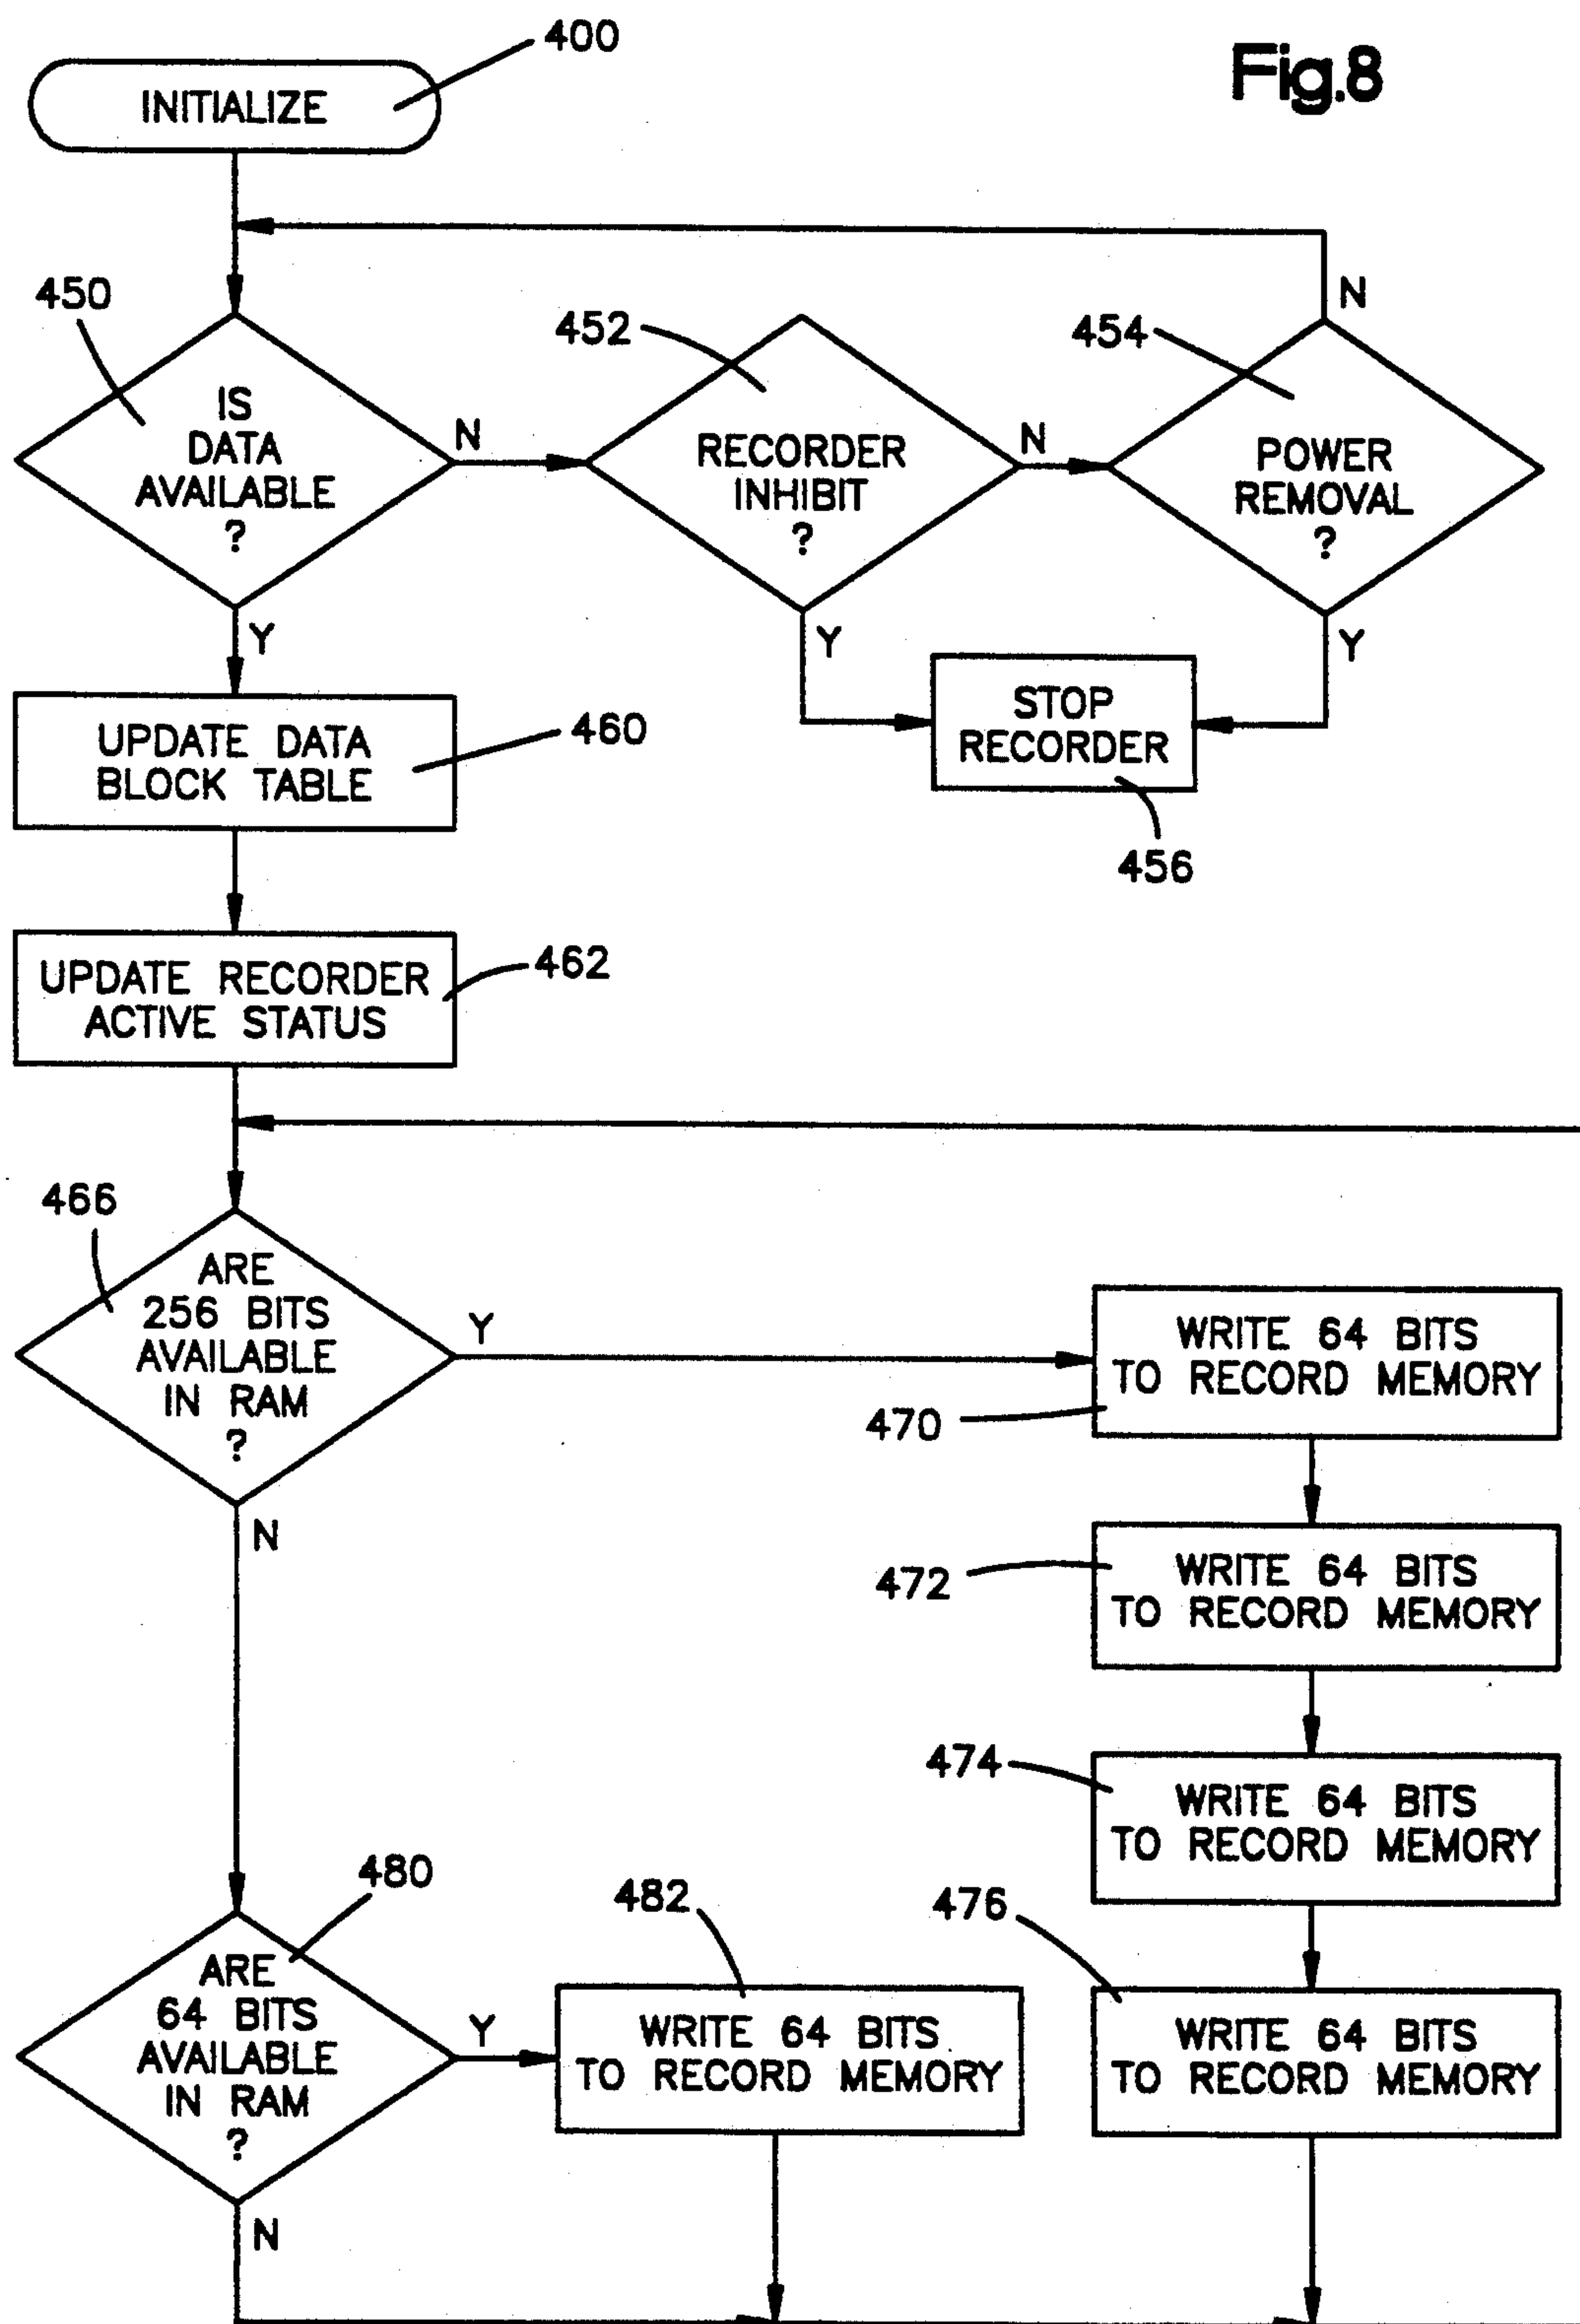 400
Fig.8
INITIALIZE
N
450
452
454
IS
DATA
AVAILABLE
?
N
RECORDER
INHIBIT
?
N
POWER
REMOVAL
?
Y
Y
Y
STOP
RECORDER
456
UPDATE DATA
BLOCK TABLE
460
UPDATE RECORDER
ACTIVE STATUS
462
466
ARE
256 BITS
AVAILABLE
IN RAM
?
Y
WRITE 64 BITS
TO RECORD MEMORY
470
N
472
WRITE 64 BITS
TO RECORD MEMORY
474
WRITE 64 BITS
TO RECORD MEMORY
480
482
476
ARE
64 BITS
AVAILABLE
IN RAM
?
Y
WRITE 64 BITS
TO RECORD MEMORY
WRITE 64 BITS
TO RECORD MEMORY
N